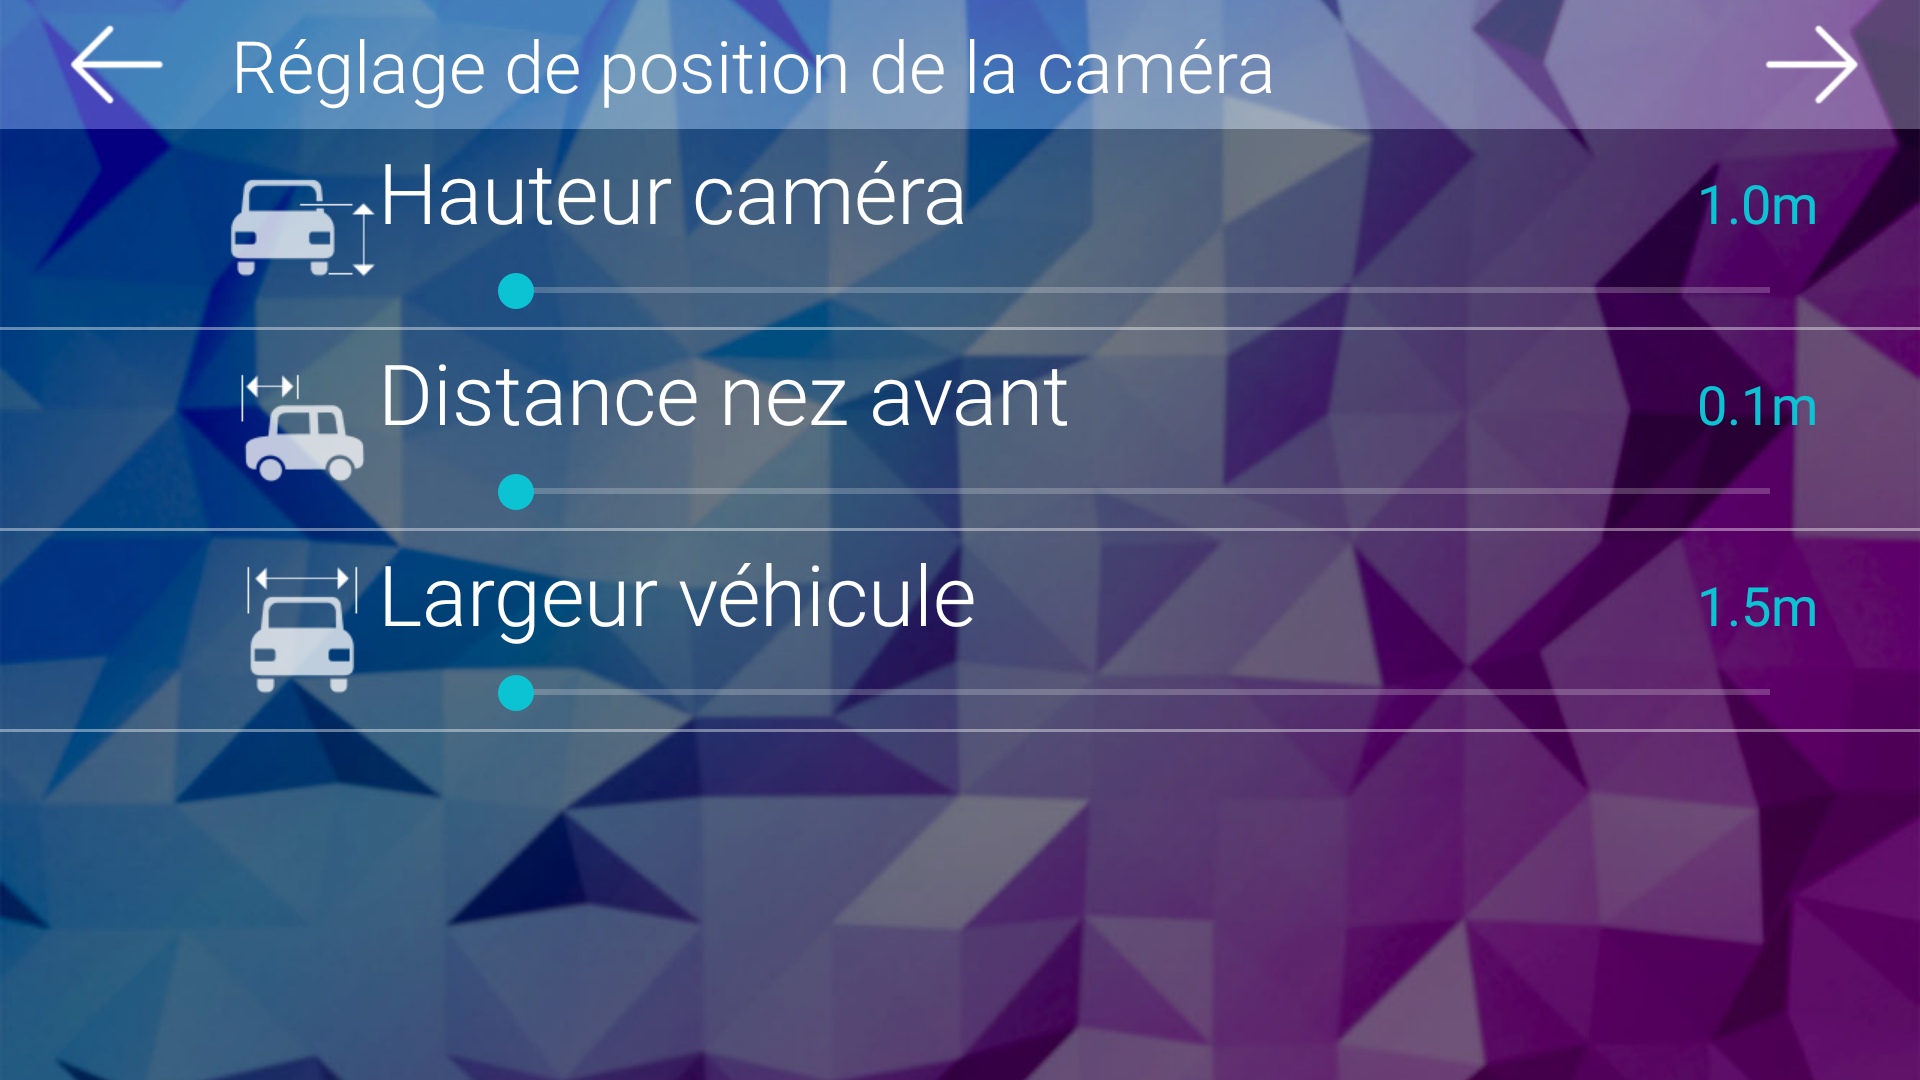 Réglage de position de la caméra
Hauteur caméra
1.0m
Distance nez avant
0.1m
Largeur véhicule
1.5m